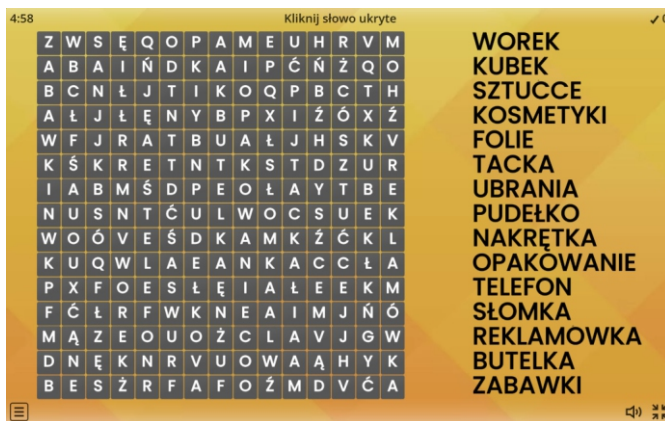 4:58 Kliknij słowo ukryte ✓
Z W S Ę Q O P A M E U H R V M WOREK
A B A I Ń D K A I P Ć Ń Ż Q O KUBEK
B C N Ł J T I K O Q P B C T H SZTUCCE
A Ł J Ł Ę N Y B P X I Ź Ó X Ź KOSMETYKI
W F J R A T B U A Ł J H S K V FOLIE
K Ś K R E T N T K S T D Z U R TACKA
I A B M Ś D P E O Ł A Y T B E UBRANIA
N U S N T Ć U L W O C S U E K PUDEŁKO
W O Ó V E Ś D K A M K Ź Ć K L NAKRĘTKA
K U Q W L A E A N K A C C Ł A OPAKOWANIE
P X F O E S Ł Ę I A Ł E E K M TELEFON
F Ć Ł R F W K N E A I M J Ń Ó SŁOMKA
M Ą Z E O U O Ż C L A V J G W REKLAMÓWKA
D N Ę K N R V U O W A Ą H Y K BUTELKA
B E S Ż R F A F O Ź M D V Ć A ZABAWKI